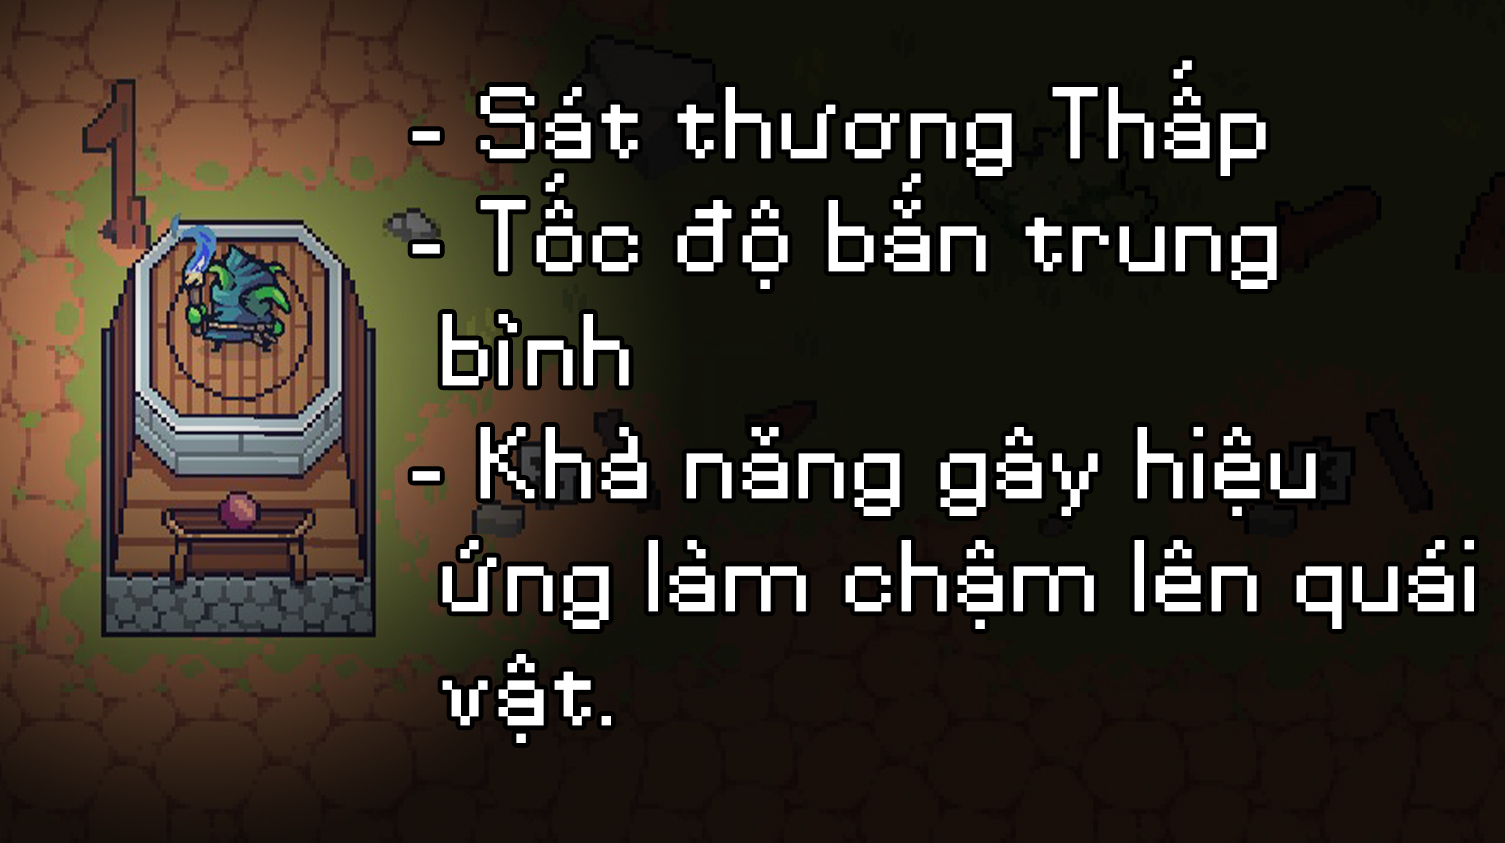 1
- Sát thương Thấp
- Tốc độ bắn trung
bình
- Khả năng gây hiệu
ứng làm chậm lên quái
vật.